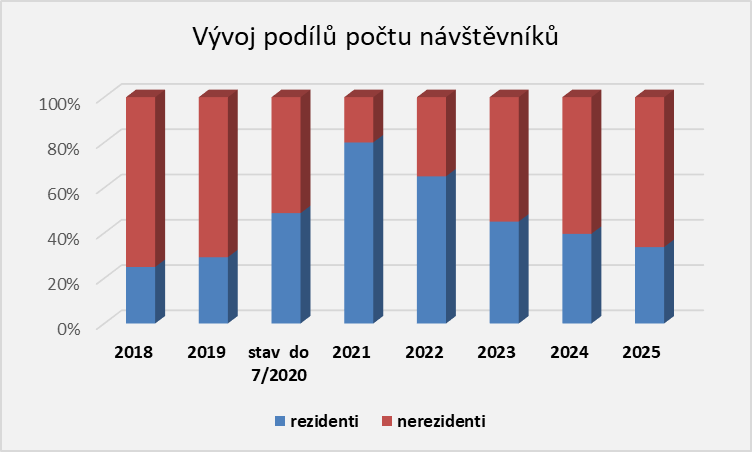 Vývoj podílů počtu návštěvníků
100%
80%
60%
40%
20%
0%
2018 2019 stav do 2021 2022 2023 2024 2025
7/2020
rezidenti nerezidenti